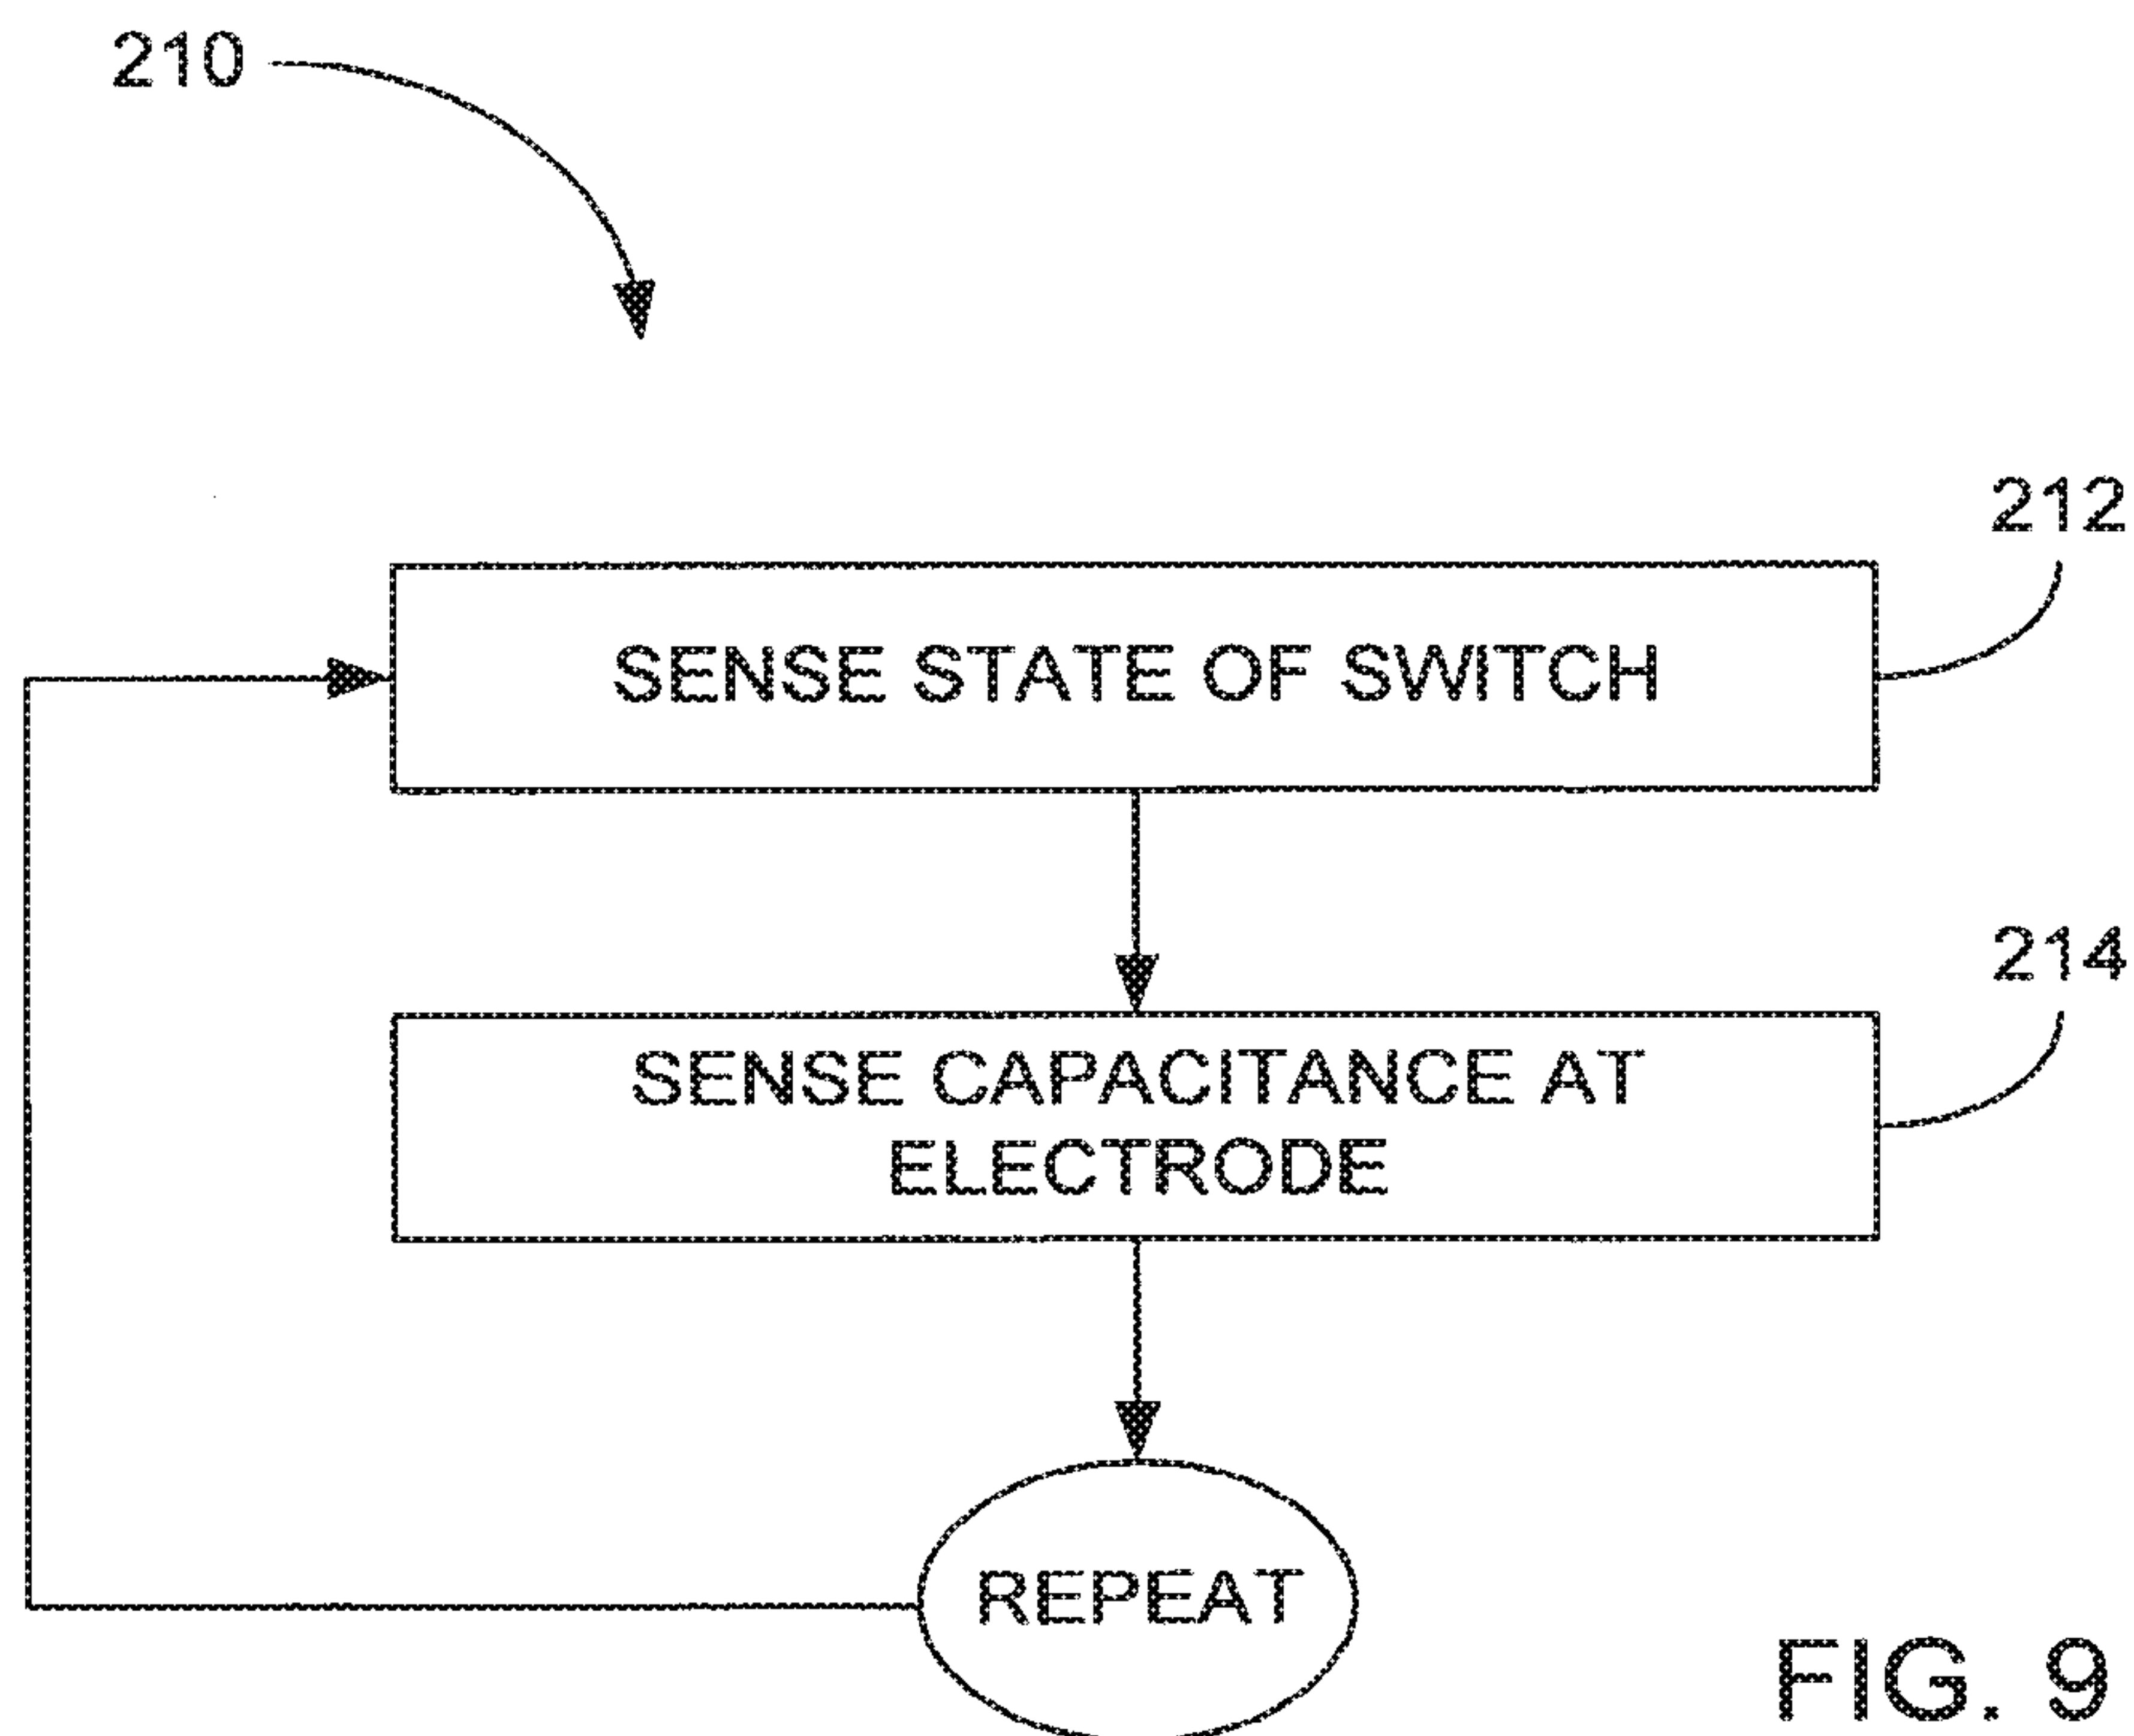 210
212
SENSE STATE OF SWITCH
214
SENSE CAPACITANCE AT
ELECTRODE
REPEAT
FIG. 9